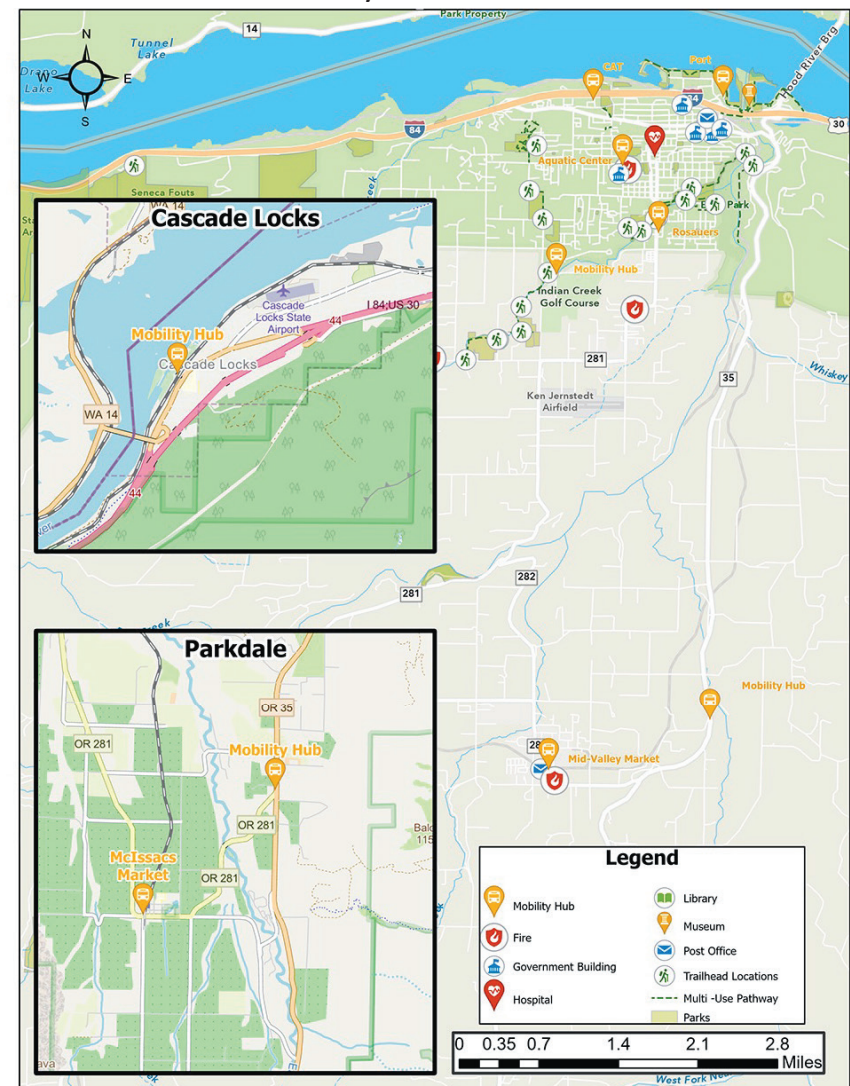 Park Property
14
Tunnel
Lake
N
W
E
S
Drano
Lake
Hood River Brg
CAT
Port
84
84
30
Aquatic Center
Seneca Fouts
Park
Rosauers
Mobility Hub
Indian Creek
Golf Course
281
35
Whiskey
Ken Jernstedt
Airfield
WA 14
Cascade Locks
Cascade
Locks State
Airport
I 84;US 30
44
Mobility Hub
Cascade Locks
WA 14
44
281
282
Parkdale
OR 35
OR 281
Mobility Hub
OR 281
McIssacs
Market
OR 281
Mobility Hub
Mid-Valley Market
Legend
Mobility Hub
Fire
Government Building
Hospital
Library
Museum
Post Office
Trailhead Locations
Multi -Use Pathway
Parks
0 0.35 0.7 1.4 2.1 2.8
Miles
West Fork